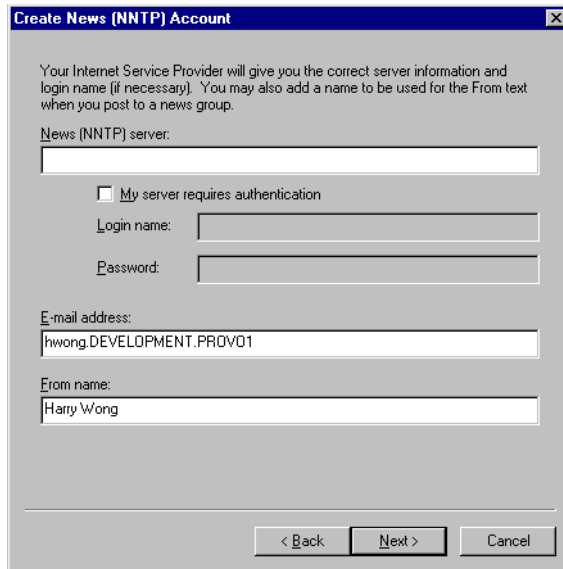 Create News (NNTP) Account
Your Internet Service Provider will give you the correct server information and
login name (if necessary). You may also add a name to be used for the From text
when you post to a news group.
News (NNTP) server:
My server requires authentication
Login name:
Password:
E-mail address:
hwong.DEVELOPMENT.PROVO1
From name:
Harry Wong
< Back Next > Cancel